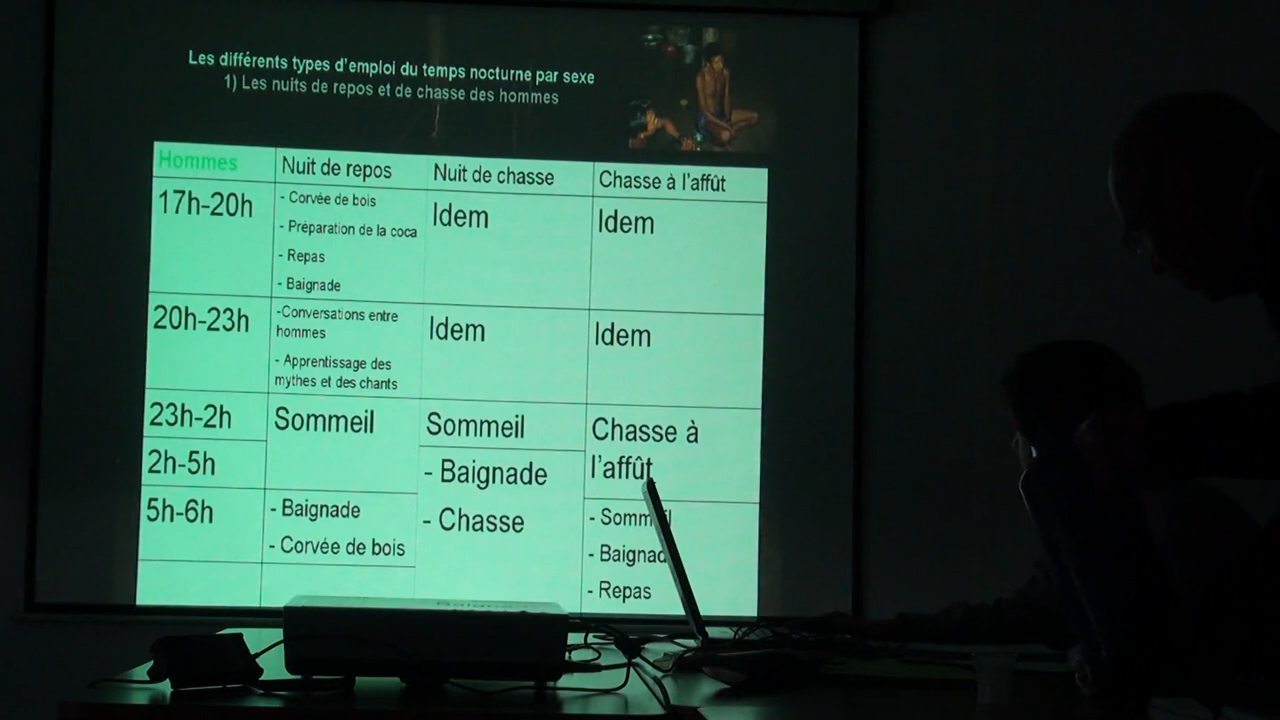 Les différents types d'emploi du temps nocturne par sexe
1) Les nuits de repos et de chasse des hommes
Hommes
Nuit de repos
Nuit de chasse
Chasse à l'affût
17h-20h
- Corvée de bois
- Préparation de la coca
- Repas
- Baignade
Idem
Idem
20h-23h
-Conversations entre
hommes
- Apprentissage des
mythes et des chants
Idem
Idem
23h-2h
Sommeil
Sommeil
Chasse à
l'affût
2h-5h
- Baignade
- Chasse
5h-6h
- Baignade
- Corvée de bois
- Sommeil
- Baignad
- Repas